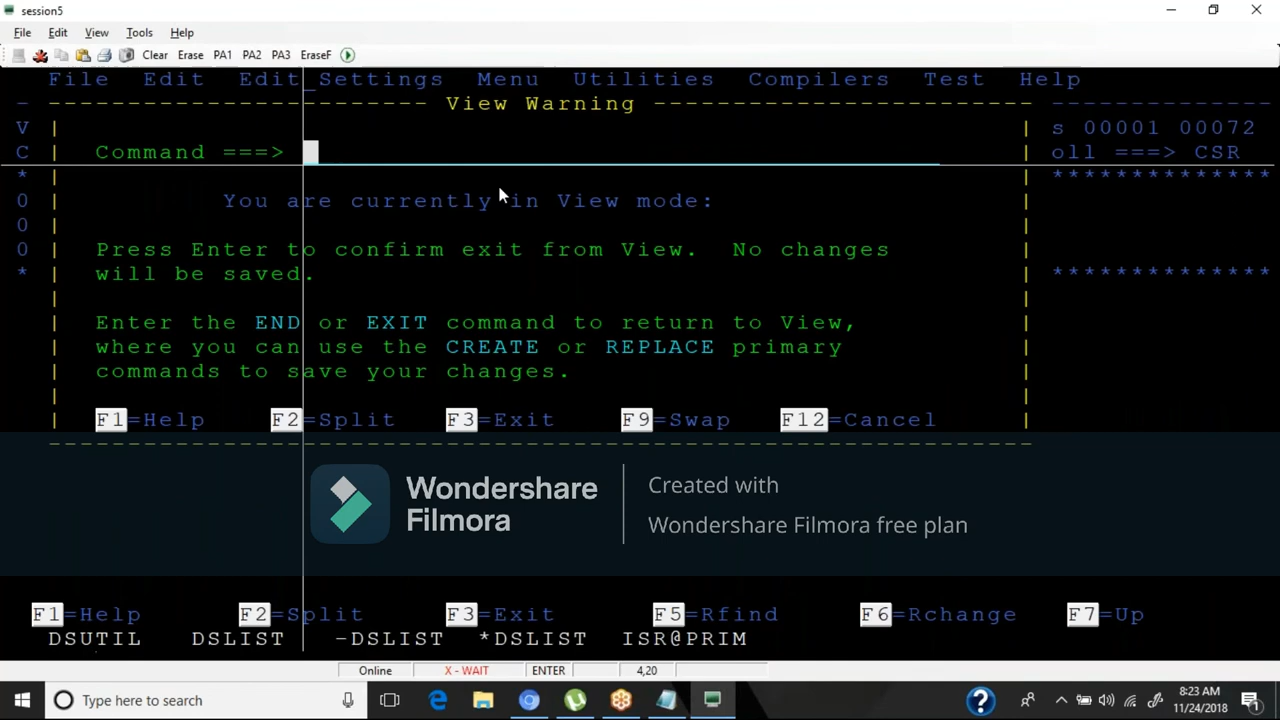 session5
File Edit View Tools Help
Clear Erase PA1 PA2 PA3 EraseF
File Edit Edit_Settings Menu Utilities Compilers Test Help
- ------------------------ View Warning ------------------------ --------------
V | | s 00001 00072
C | Command ===> | oll ===> CSR
* | | **************
0 | You are currently in View mode: |
0 | |
0 | Press Enter to confirm exit from View. No changes |
* | will be saved. | **************
| |
| Enter the END or EXIT command to return to View, |
| where you can use the CREATE or REPLACE primary |
| commands to save your changes. |
| |
| F1=Help F2=Split F3=Exit F9=Swap F12=Cancel |
--------------------------------------------------------------
Wondershare Filmora
Created with
Wondershare Filmora free plan
F1=Help F2=Split F3=Exit F5=Rfind F6=Rchange F7=Up
DSUTIL DSLIST -DSLIST *DSLIST ISR@PRIM
Online X - WAIT ENTER 4,20
Type here to search
8:23 AM
11/24/2018
1